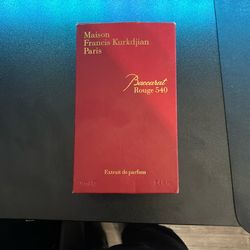 Maison
Francis Kurkdjian
Paris
Baccarat
Rouge 540
Extrait de parfum